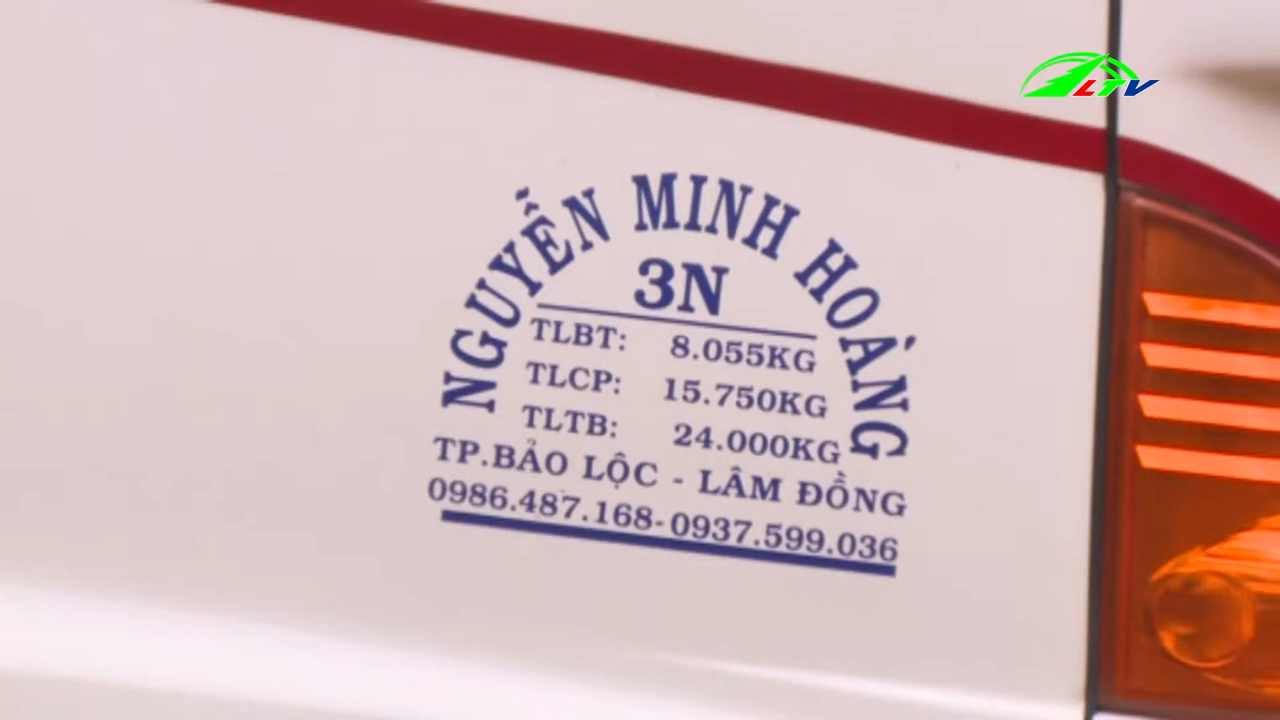 LTV
NGUYỄN MINH HOÀNG
3N
TLBT: 8.055KG
TLCP: 15.750KG
TLTB: 24.000KG
TP.BẢO LỘC - LÂM ĐỒNG
0986.487.168-0937.599.036